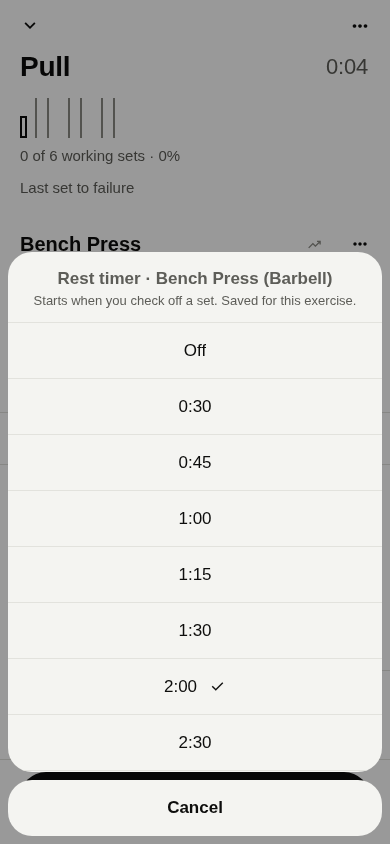 Pull
0:04
0 of 6 working sets · 0%
Last set to failure
Bench Press
Rest timer · Bench Press (Barbell)
Starts when you check off a set. Saved for this exercise.
Off
0:30
0:45
1:00
1:15
1:30
2:00
2:30
Cancel